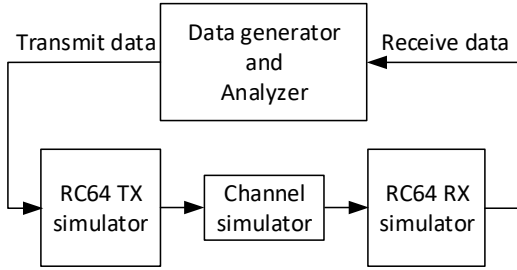 Transmit data
Data generator
and
Analyzer
Receive data
RC64 TX
simulator
Channel
simulator
RC64 RX
simulator